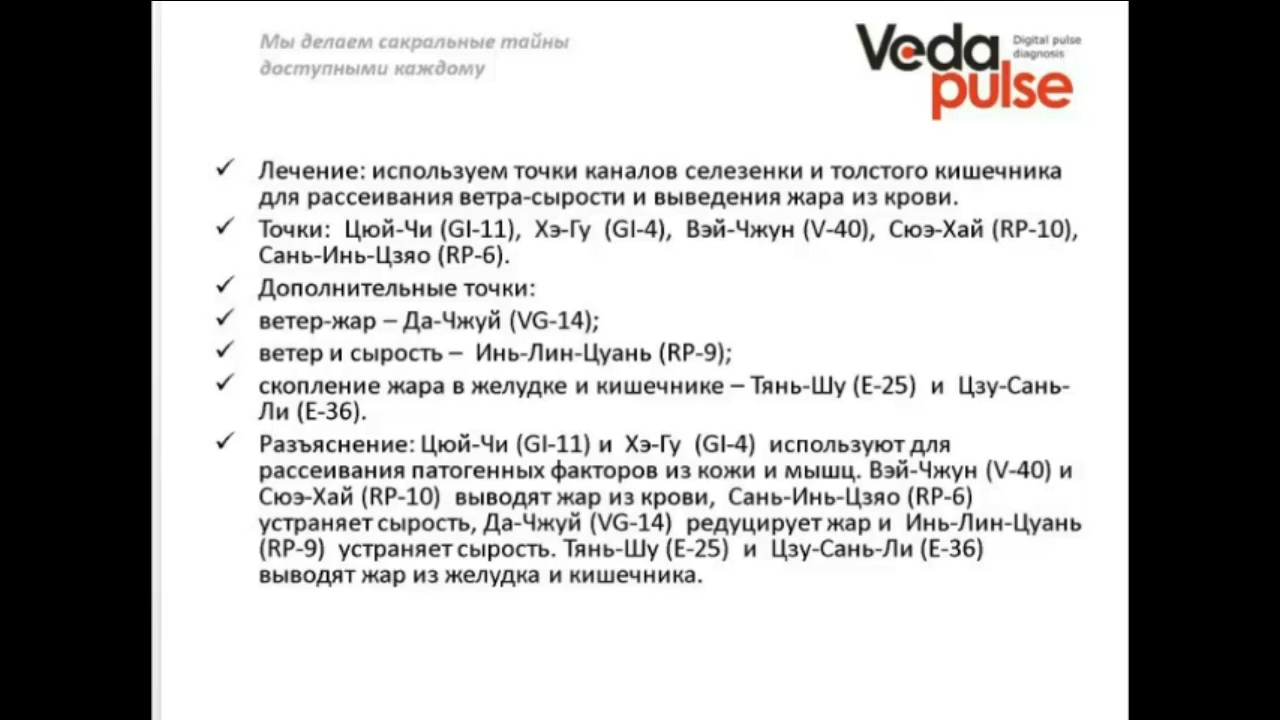 Мы делаем сакральные тайны
доступными каждому
Veda
pulse
Digital pulse
diagnosis
✓ Лечение: используем точки каналов селезенки и толстого кишечника
для рассеивания ветра-сырости и выведения жара из крови.
✓ Точки: Цюй-Чи (GI-11), Хэ-Гу (GI-4), Вэй-Чжун (V-40), Сюэ-Хай (RP-10),
Сань-Инь-Цзяо (RP-6).
✓ Дополнительные точки:
✓ ветер-жар – Да-Чжуй (VG-14);
✓ ветер и сырость – Инь-Лин-Цуань (RP-9);
✓ скопление жара в желудке и кишечнике – Тянь-Шу (E-25) и Цзу-Сань-
Ли (E-36).
✓ Разъяснение: Цюй-Чи (GI-11) и Хэ-Гу (GI-4) используют для
рассеивания патогенных факторов из кожи и мышц. Вэй-Чжун (V-40) и
Сюэ-Хай (RP-10) выводят жар из крови, Сань-Инь-Цзяо (RP-6)
устраняет сырость, Да-Чжуй (VG-14) редуцирует жар и Инь-Лин-Цуань
(RP-9) устраняет сырость. Тянь-Шу (E-25) и Цзу-Сань-Ли (E-36)
выводят жар из желудка и кишечника.